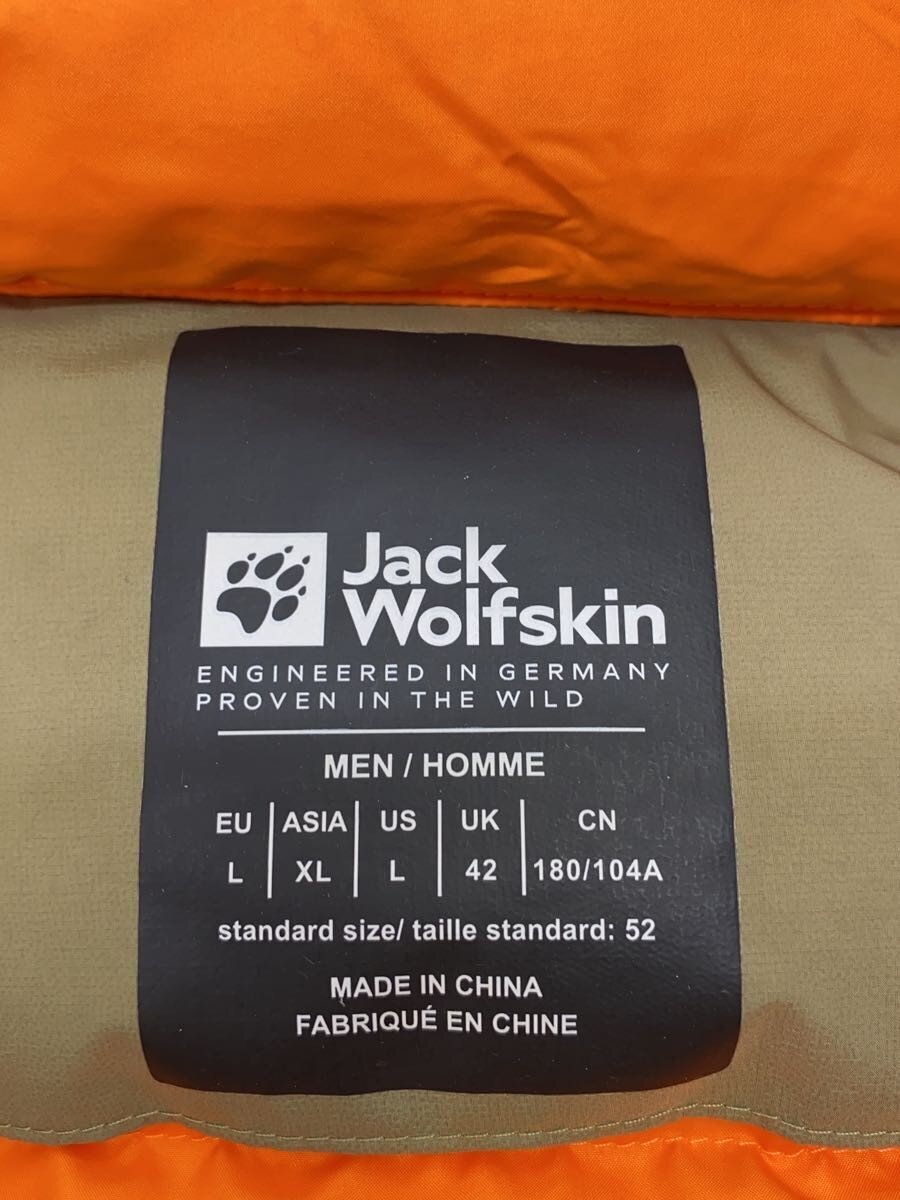 Jack
Wolfskin
ENGINEERED IN GERMANY
PROVEN IN THE WILD
MEN / HOMME
EU ASIA US UK CN
L XL L 42 180/104A
standard size/ taille standard: 52
MADE IN CHINA
FABRIQUÉ EN CHINE